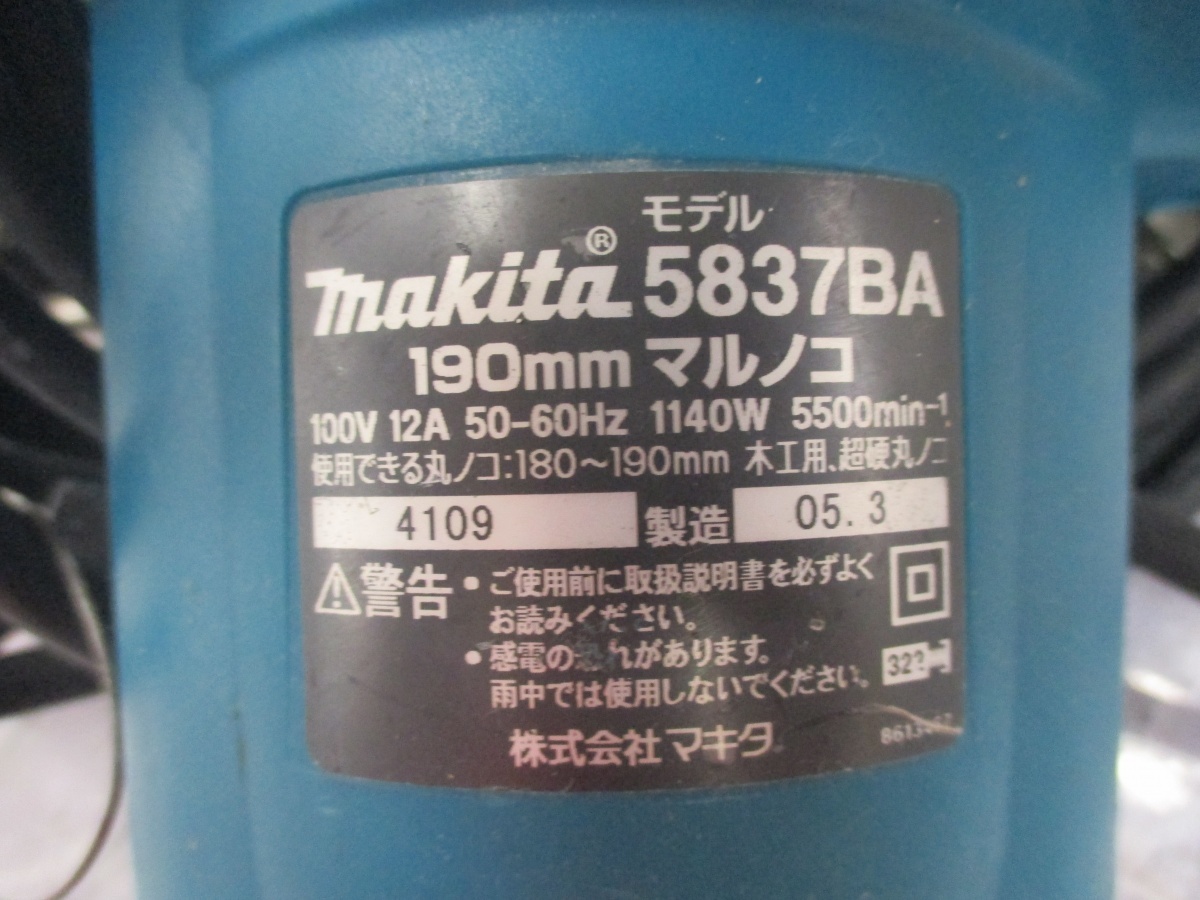 モデル
makita® 5837BA
190mm マルノコ
100V 12A 50-60Hz 1140W 5500min-1
使用できる丸ノコ:180～190mm 木工用、超硬丸ノコ
4109 製造 05.3
警告 • ご使用前に取扱説明書を必ずよく
お読みください。
• 感電の れがあります。
雨中では使用しないでください。
株式会社 マキタ